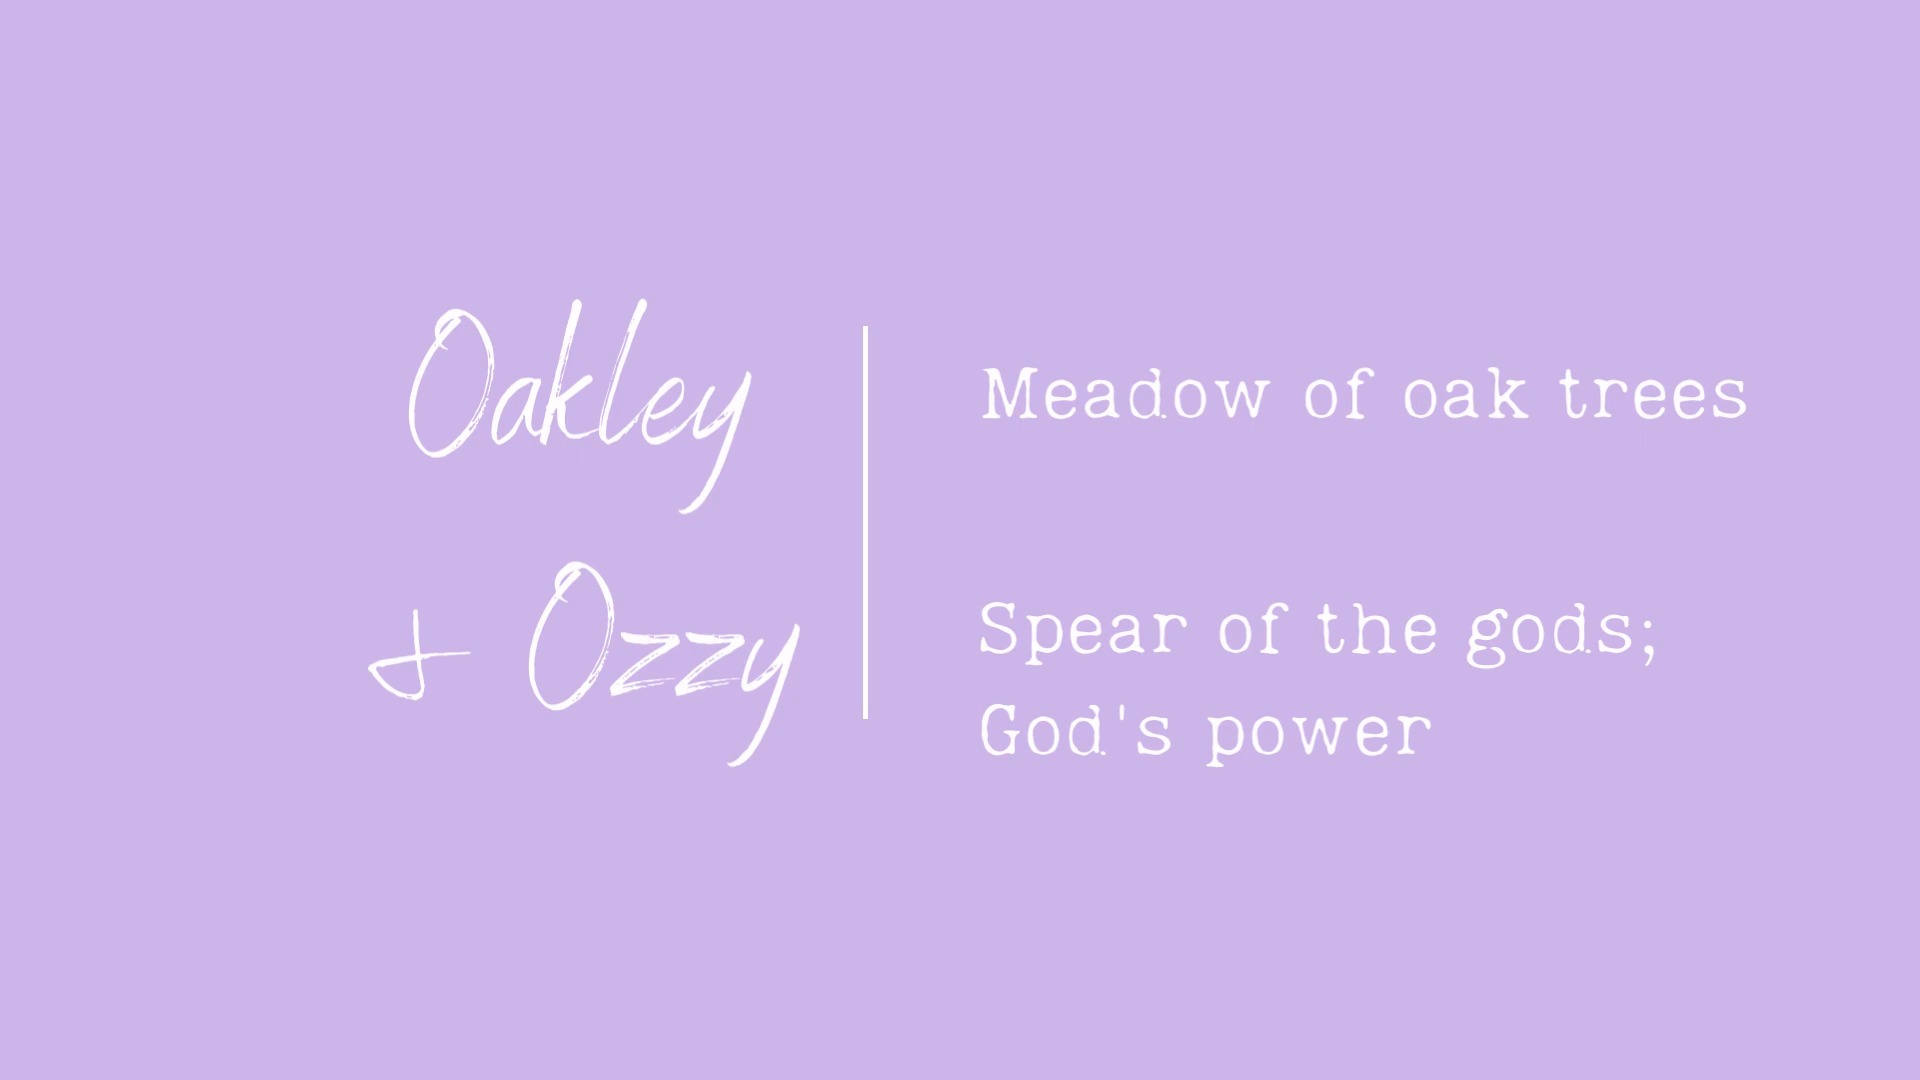 Oakley
& Ozzy
Meadow of oak trees
Spear of the gods;
God's power